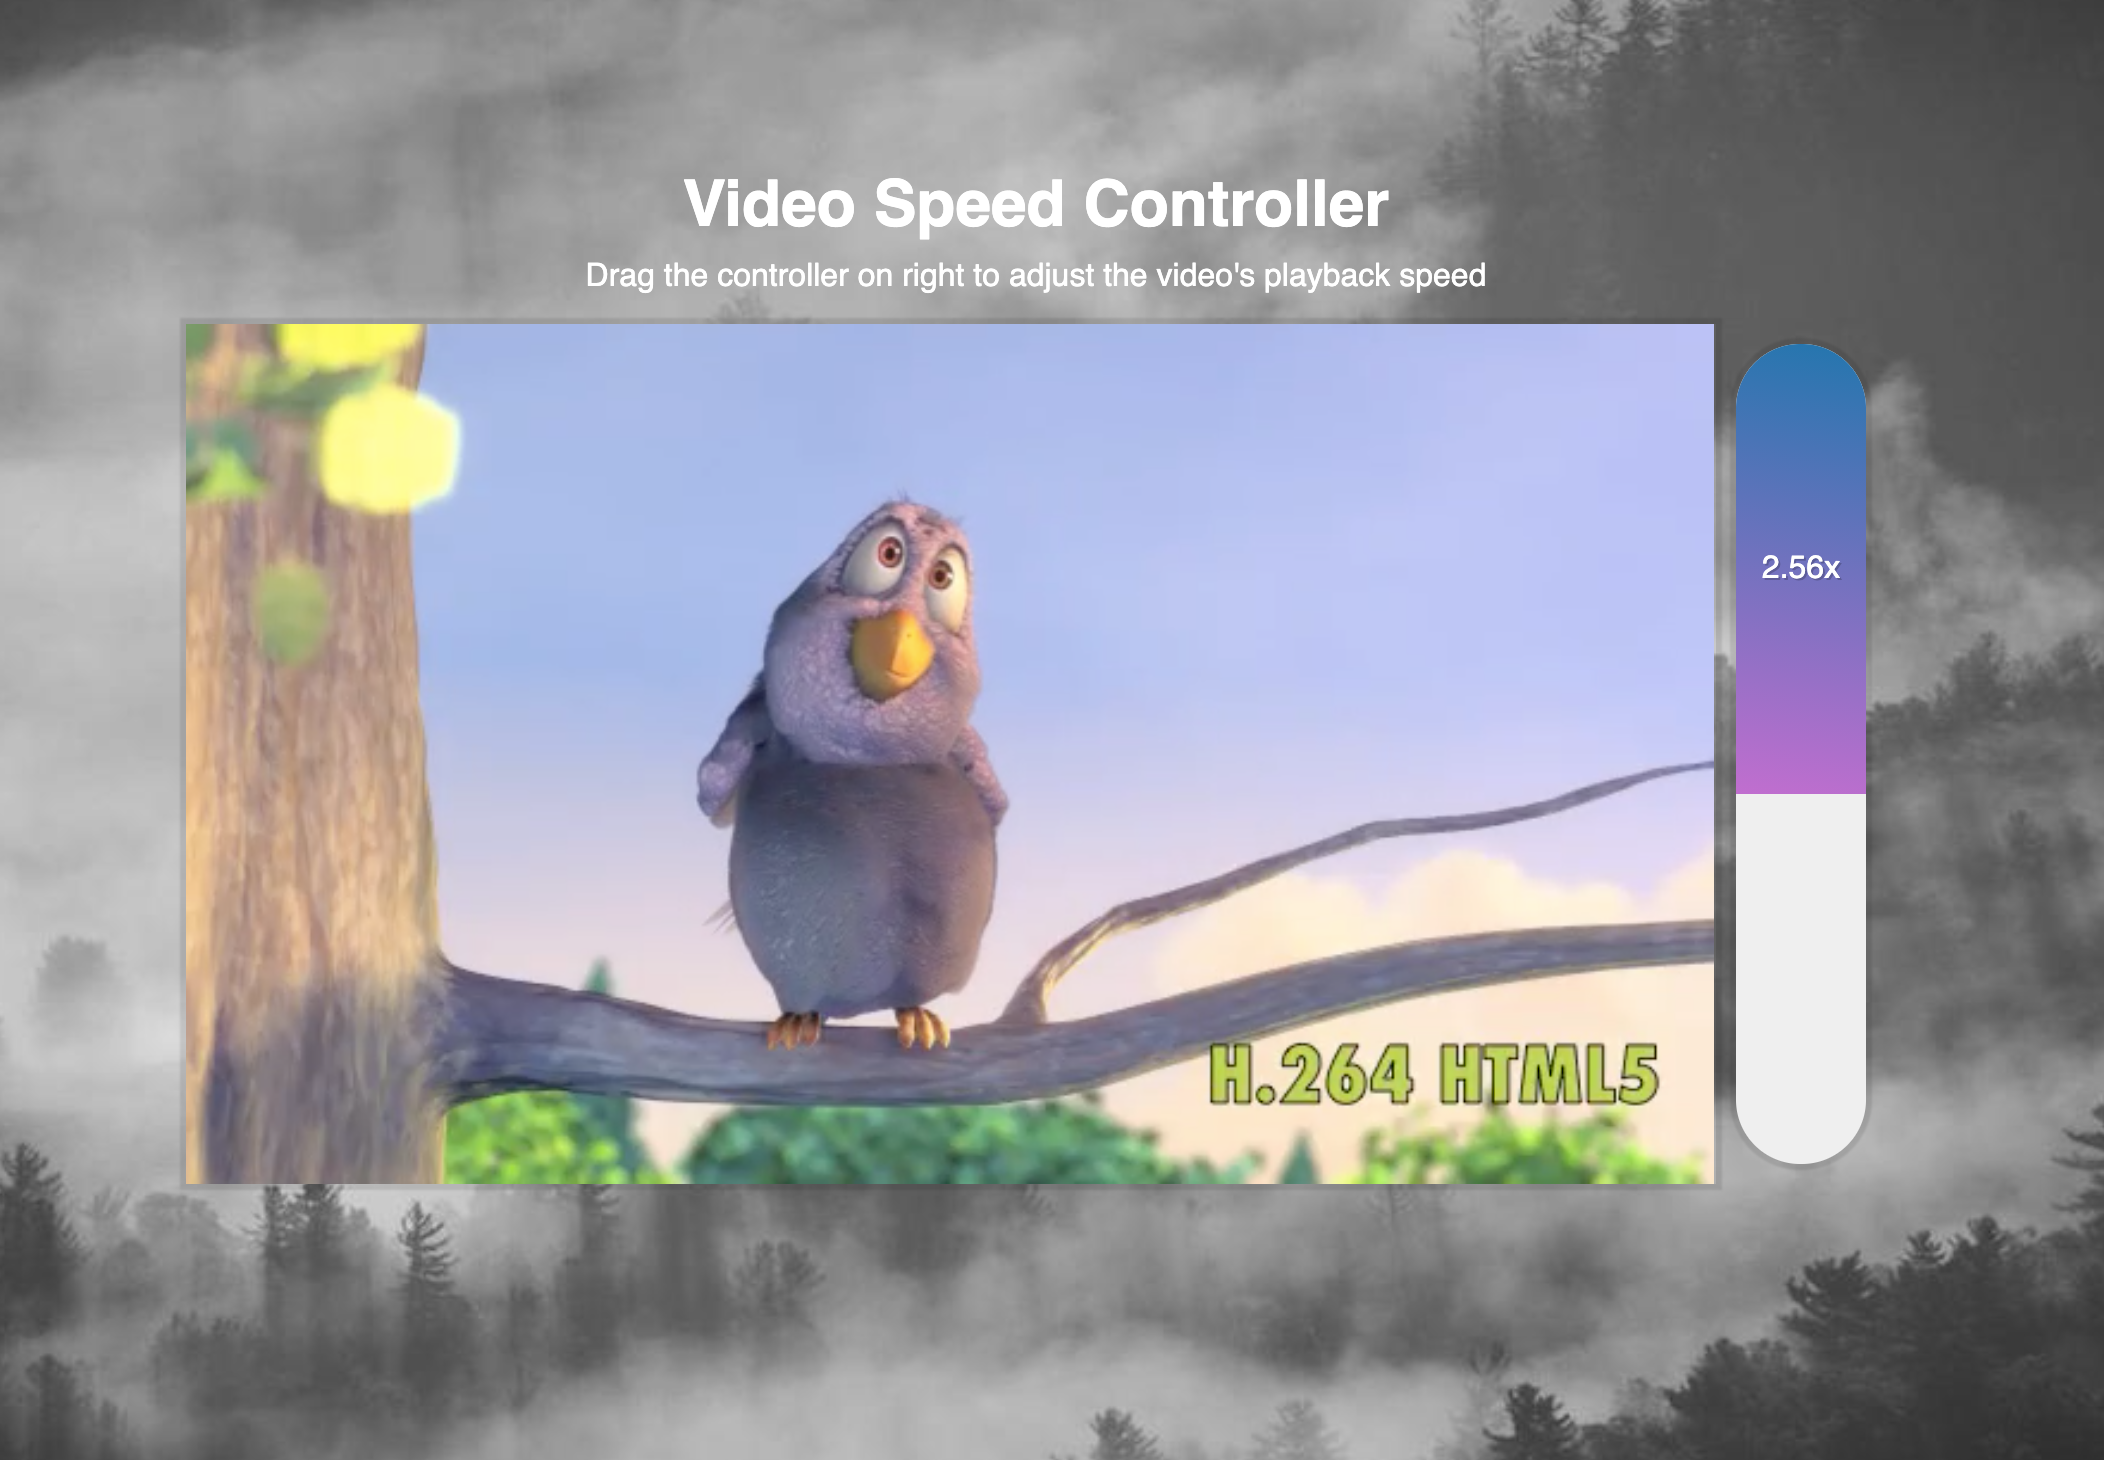 Video Speed Controller
Drag the controller on right to adjust the video's playback speed
2.56x
H.264 HTML5